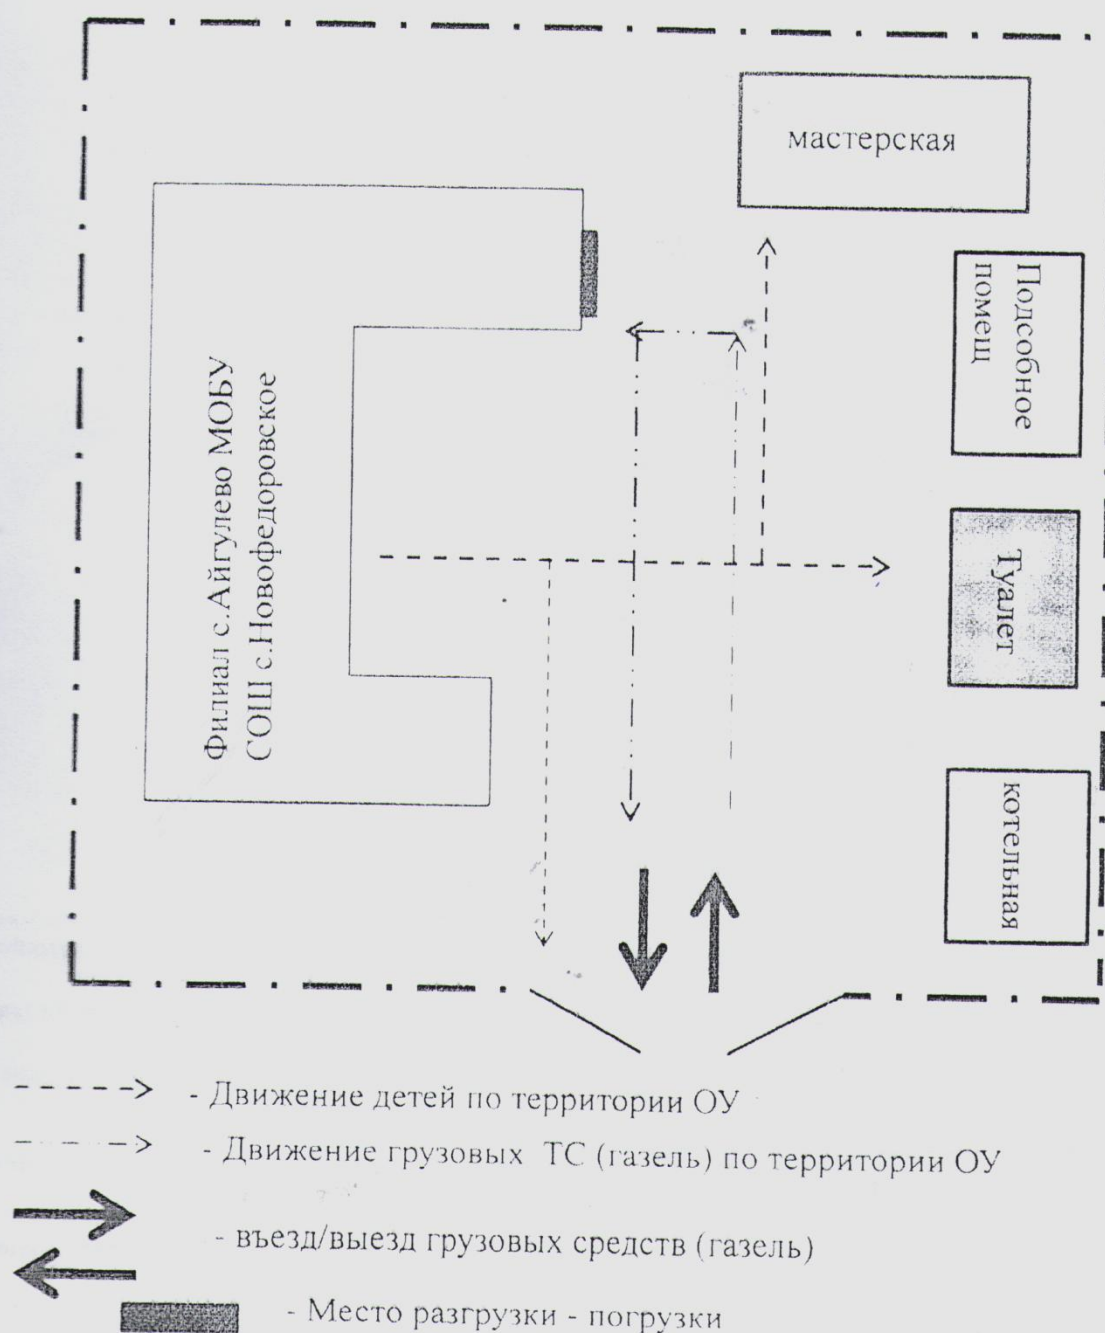 мастерская
Подсобное
помещ
Филиал с.Айгулево МОБУ
СОШ с.Новофедоровское
Туалет
котельная
- Движение детей по территории ОУ
- Движение грузовых ТС (газель) по территории ОУ
- въезд/выезд грузовых средств (газель)
- Место разгрузки - погрузки